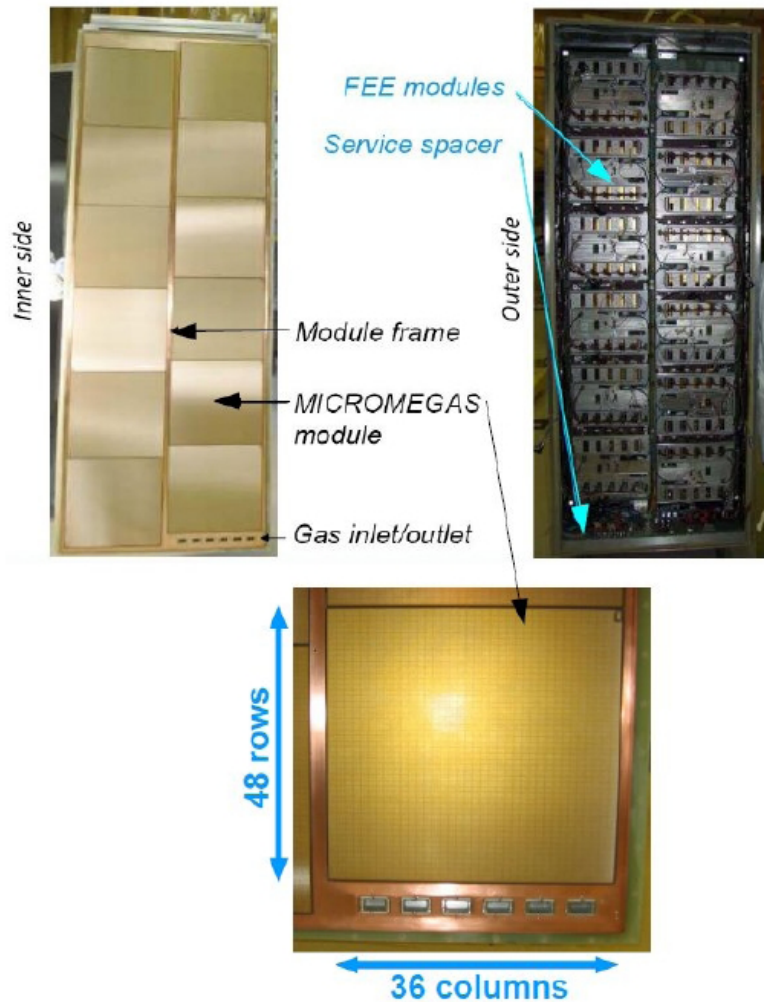 FEE modules
Service spacer
Inner side
Outer side
Module frame
MICROMEGAS
module
Gas inlet/outlet
48 rows
36 columns